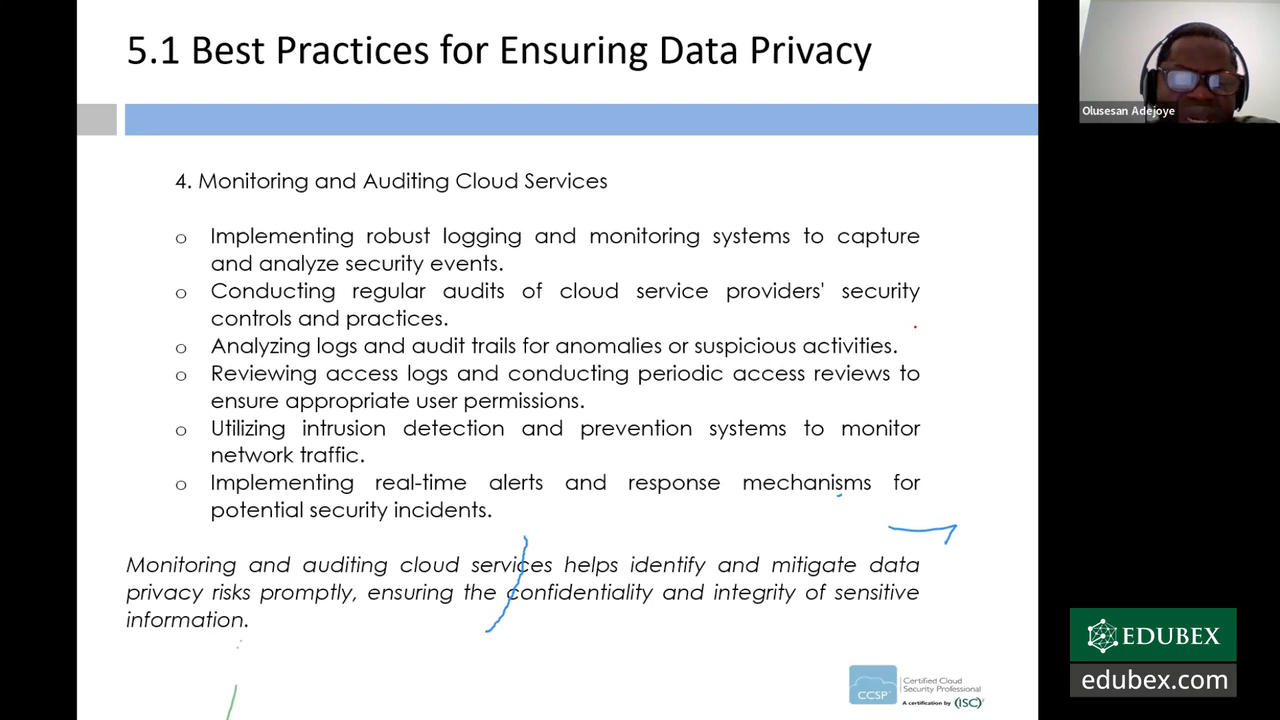 5.1 Best Practices for Ensuring Data Privacy
Olusesan Adejoye
4. Monitoring and Auditing Cloud Services
o Implementing robust logging and monitoring systems to capture
and analyze security events.
o Conducting regular audits of cloud service providers' security
controls and practices.
o Analyzing logs and audit trails for anomalies or suspicious activities.
o Reviewing access logs and conducting periodic access reviews to
ensure appropriate user permissions.
o Utilizing intrusion detection and prevention systems to monitor
network traffic.
o Implementing real-time alerts and response mechanisms for
potential security incidents.
Monitoring and auditing cloud services helps identify and mitigate data
privacy risks promptly, ensuring the confidentiality and integrity of sensitive
information.
CCSP
Certified Cloud
Security Professional
A certification by (ISC)²
EDUBEX
edubex.com